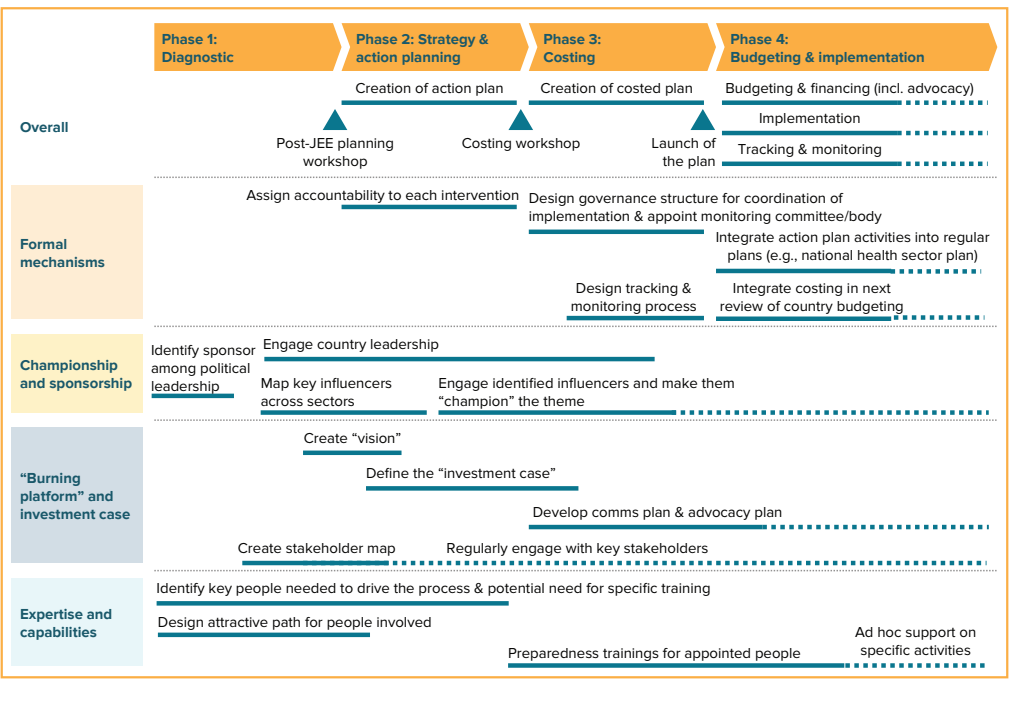 Phase 1:
Diagnostic
Phase 2: Strategy &
action planning
Phase 3:
Costing
Phase 4:
Budgeting & implementation
Overall
Creation of action plan
Creation of costed plan
Budgeting & financing (incl. advocacy)
Implementation
Tracking & monitoring
Post-JEE planning
workshop
Costing workshop
Launch of
the plan
Formal
mechanisms
Assign accountability to each intervention
Design governance structure for coordination of
implementation & appoint monitoring committee/body
Integrate action plan activities into regular
plans (e.g., national health sector plan)
Design tracking &
monitoring process
Integrate costing in next
review of country budgeting
Championship
and sponsorship
Identify sponsor
among political
leadership
Engage country leadership
Map key influencers
across sectors
Engage identified influencers and make them
“champion” the theme
“Burning
platform” and
investment case
Create “vision”
Define the “investment case”
Develop comms plan & advocacy plan
Create stakeholder map
Regularly engage with key stakeholders
Expertise and
capabilities
Identify key people needed to drive the process & potential need for specific training
Design attractive path for people involved
Preparedness trainings for appointed people
Ad hoc support on
specific activities